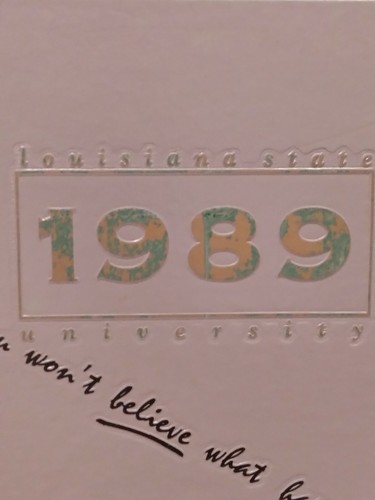 louisiana state
1989
university
won't believe what